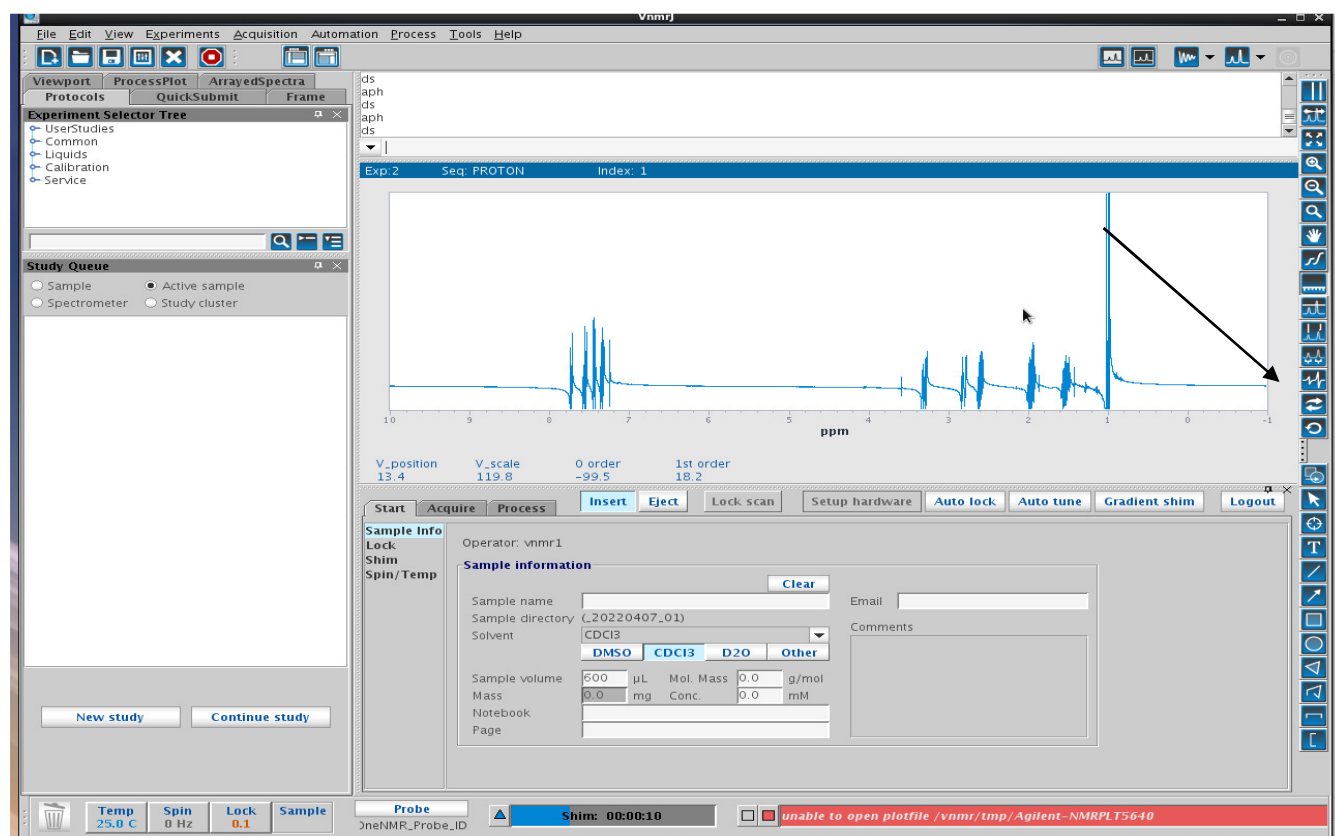 VnmrJ
File Edit View Experiments Acquisition Automation Process Tools Help
Viewport ProcessPlot ArrayedSpectra
Protocols QuickSubmit Frame
Experiment Selector Tree
UserStudies
Common
Liquids
Calibration
Service
Study Queue
Sample Active sample
Spectrometer Study cluster
New study Continue study
ds
aph
ds
aph
ds
Exp:2 Seq: PROTON Index: 1
10 9 8 7 6 5 4 3 2 1 0 -1
ppm
V_position V_scale 0 order 1st order
13.4 119.8 -99.5 18.2
Start Acquire Process Insert Eject Lock scan Setup hardware Auto lock Auto tune Gradient shim Logout
Sample Info
Lock
Shim
Spin/Temp
Operator: vnmr1
Sample information
Clear
Sample name Email
Sample directory (_20220407_01)
Solvent CDCl3 Comments
DMSO CDCl3 D2O Other
Sample volume 600 µL Mol. Mass 0.0 g/mol
Mass 0.0 mg Conc. 0.0 mM
Notebook
Page
Temp Spin Lock Sample
25.0 C 0 Hz 0.1
Probe
OneNMR_Probe_ID
Shim: 00:00:10
unable to open plotfile /vnmr/tmp/Agilent-NMRPLT5640
T